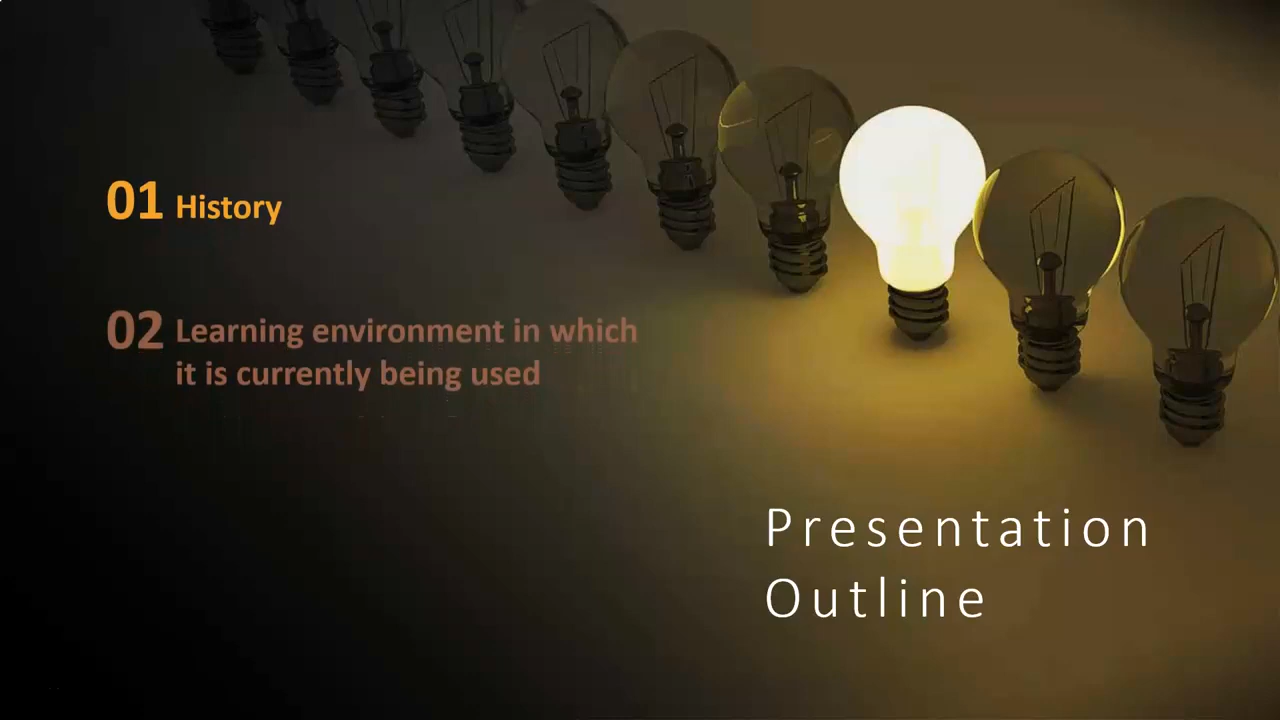 01 History
02 Learning environment in which
it is currently being used
Presentation
Outline